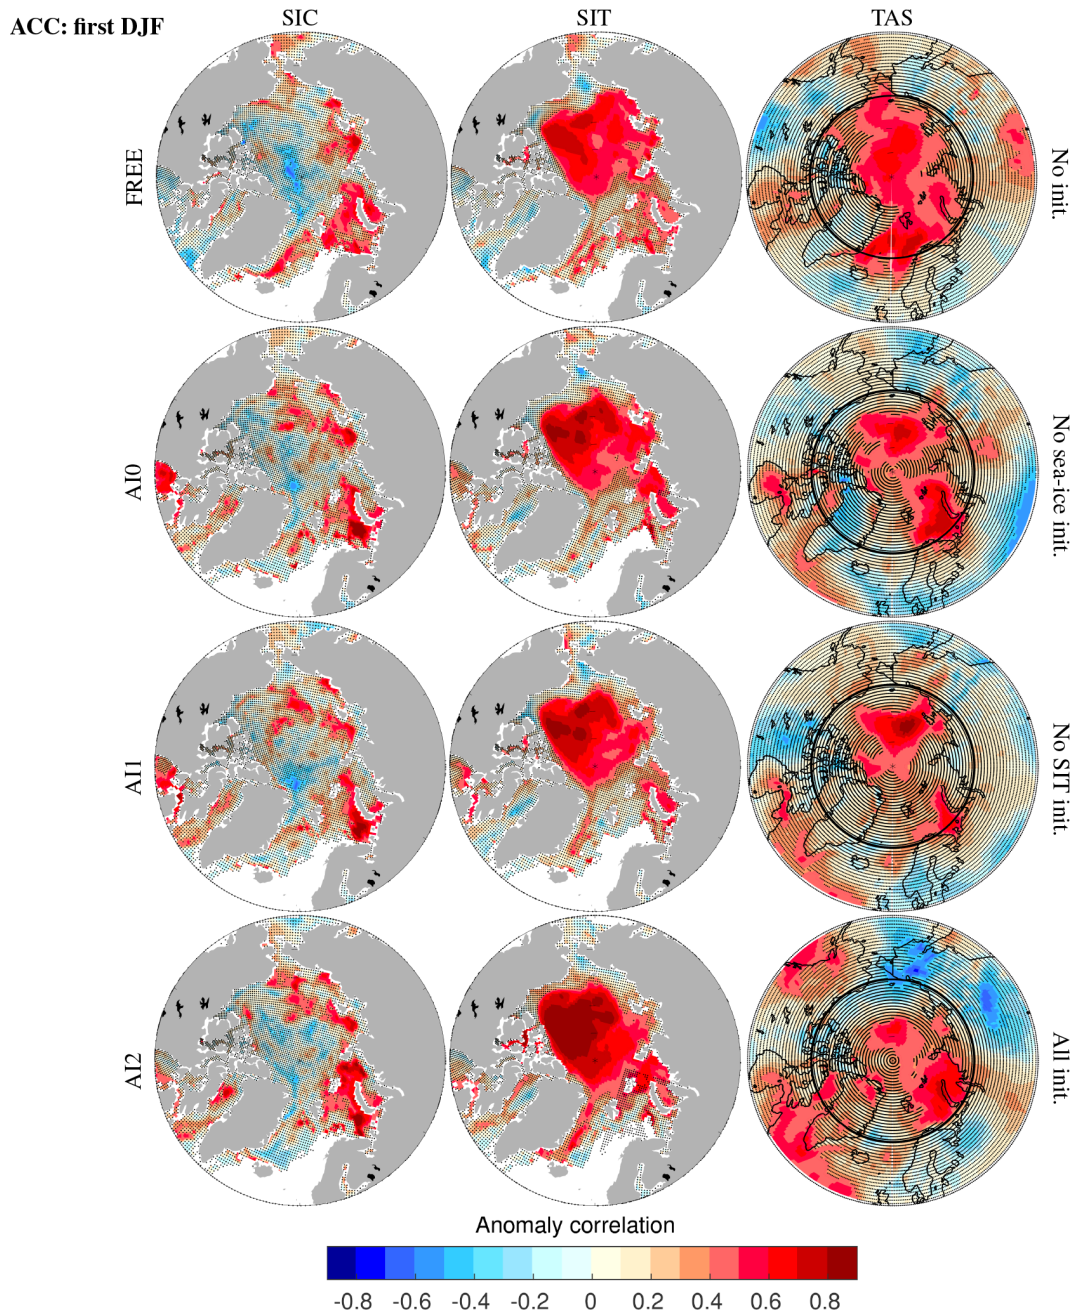 ACC: first DJF
SIC SIT TAS
FREE No init.
AI0 No sea-ice init.
AI1 No SIT init.
AI2 All init.
Anomaly correlation
-0.8 -0.6 -0.4 -0.2 0 0.2 0.4 0.6 0.8